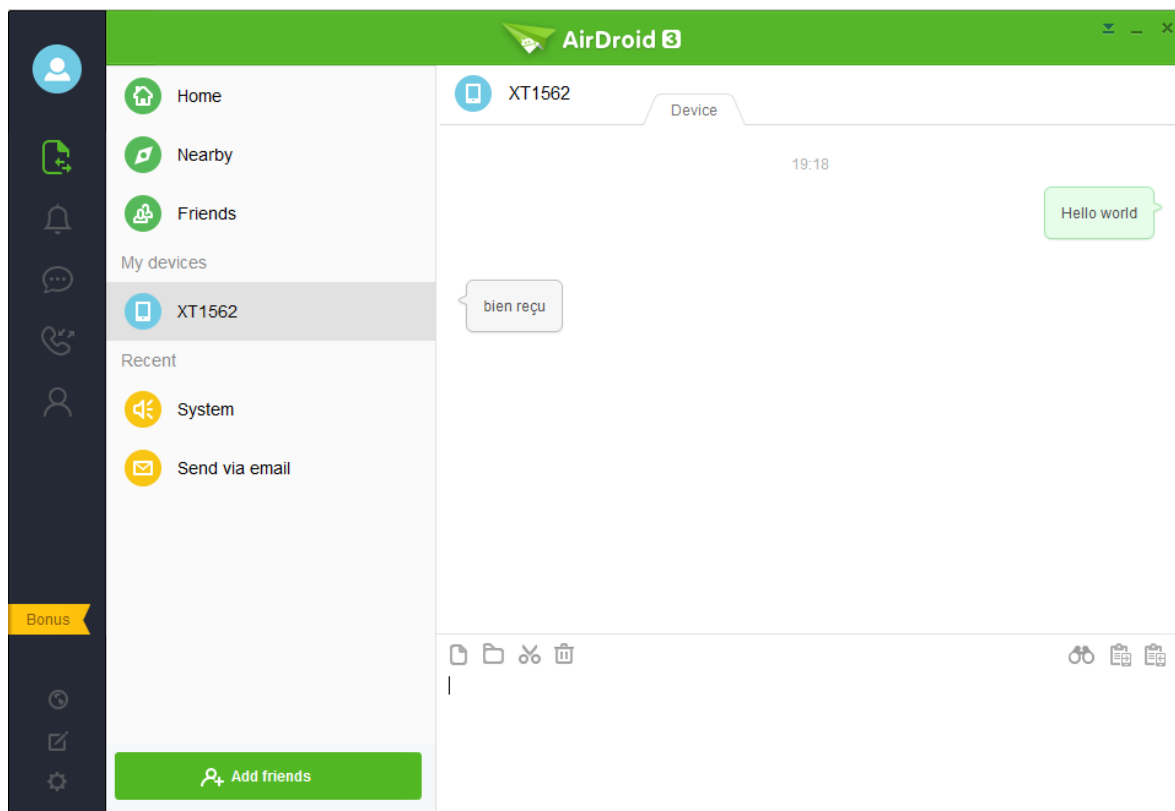 AirDroid 3
Home
Nearby
Friends
My devices
XT1562
Recent
System
Send via email
Bonus
Add friends
XT1562
Device
19:18
Hello world
bien reçu